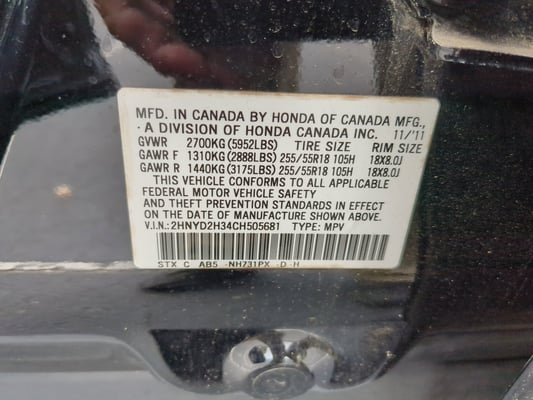 MFD. IN CANADA BY HONDA OF CANADA MFG.,
· A DIVISION OF HONDA CANADA INC. 11/'11
GVWR 2700KG (5952LBS) TIRE SIZE RIM SIZE
GAWR F 1310KG (2888LBS) 255/55R18 105H 18X8.0J
GAWR R 1440KG (3175LBS) 255/55R18 105H 18X8.0J
THIS VEHICLE CONFORMS TO ALL APPLICABLE
FEDERAL MOTOR VEHICLE SAFETY
AND THEFT PREVENTION STANDARDS IN EFFECT
ON THE DATE OF MANUFACTURE SHOWN ABOVE.
V.I.N.:2HNYD2H34CH505681 TYPE: MPV
STX C AB5 -NH731PX -D-H